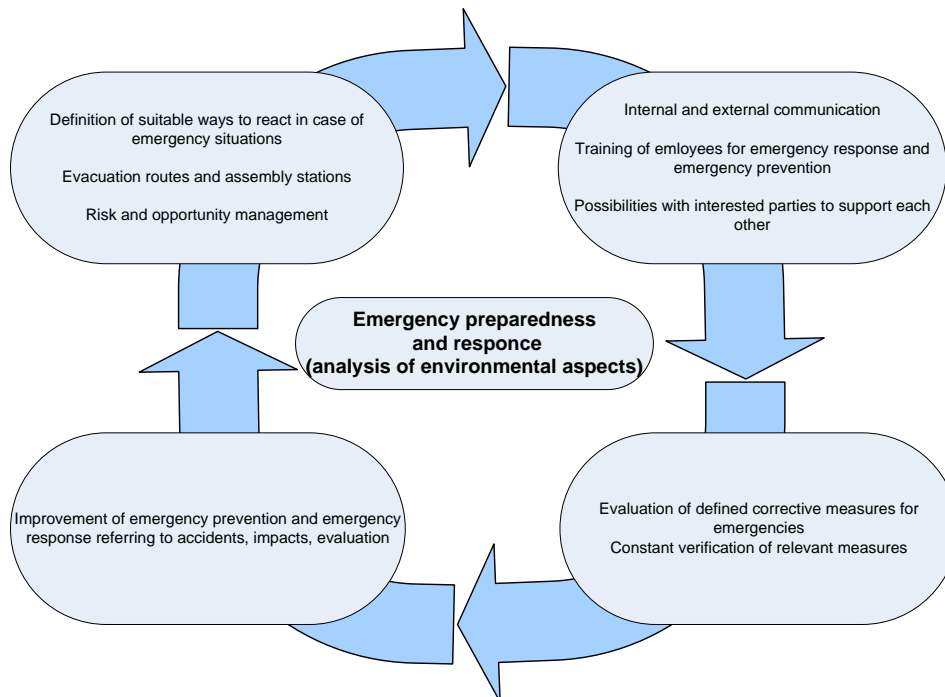 Definition of suitable ways to react in case of
emergency situations
Evacuation routes and assembly stations
Risk and opportunity management
Internal and external communication
Training of emloyees for emergency response and
emergency prevention
Possibilities with interested parties to support each
other
Emergency preparedness
and responce
(analysis of environmental aspects)
Improvement of emergency prevention and emergency
response referring to accidents, impacts, evaluation
Evaluation of defined corrective measures for
emergencies
Constant verification of relevant measures